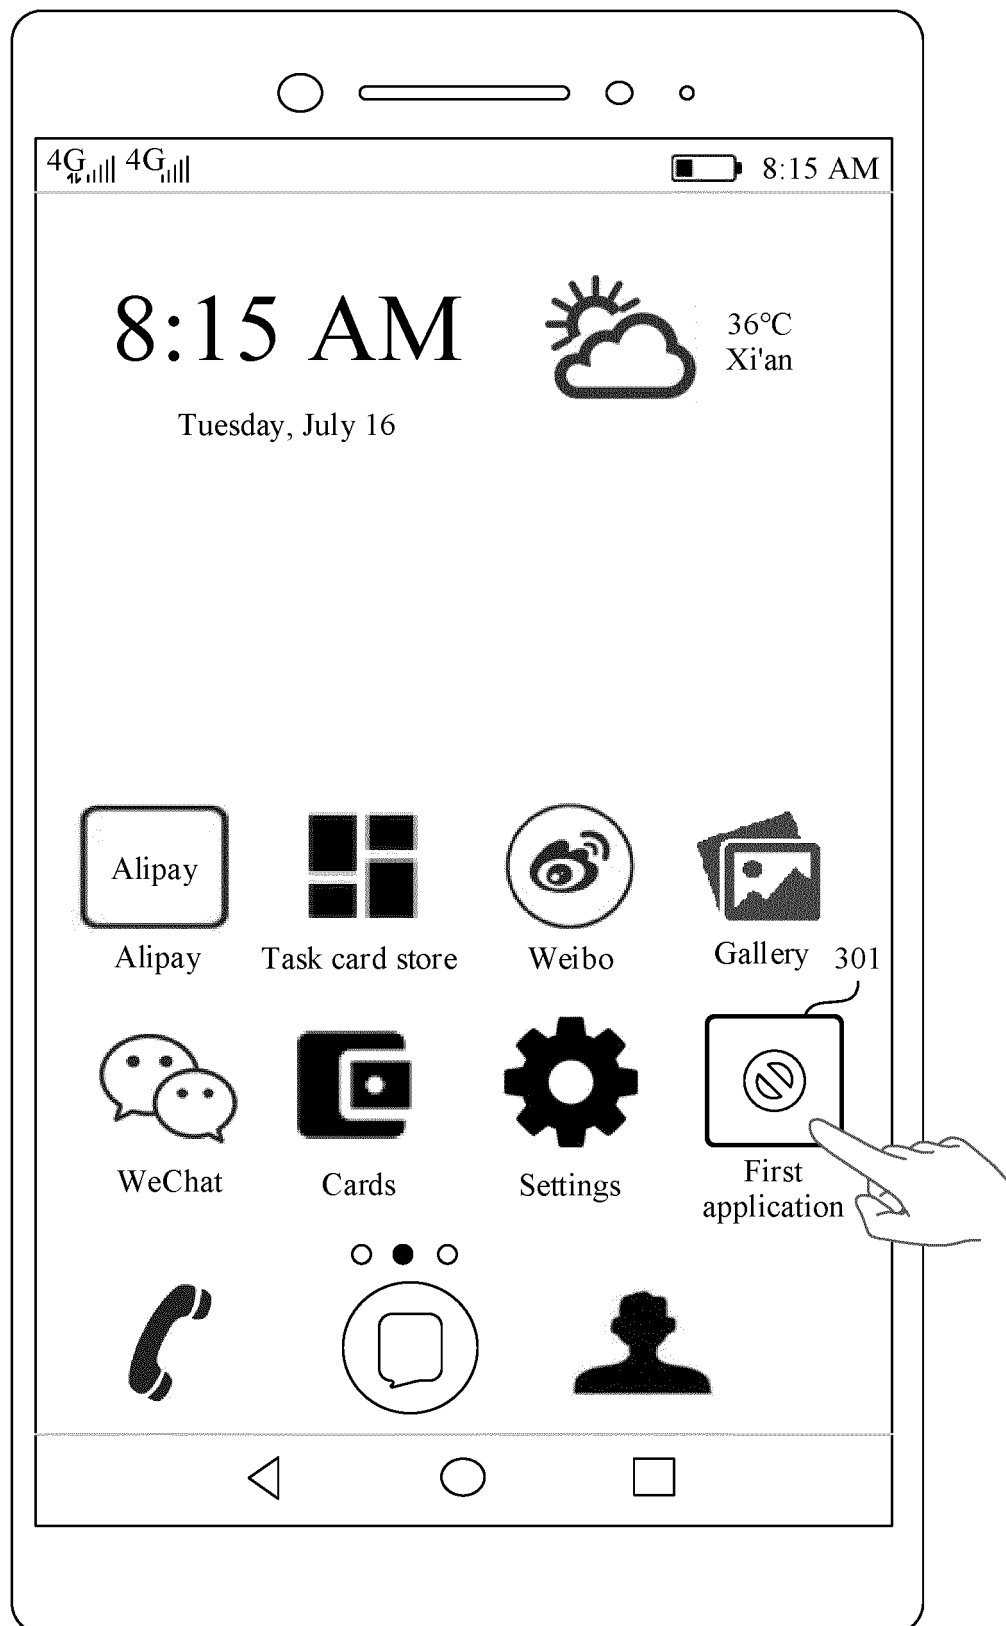 4G 4G 8:15 AM
8:15 AM
36°C
Xi'an
Tuesday, July 16
Alipay
Alipay Task card store Weibo Gallery 301
WeChat Cards Settings First
application